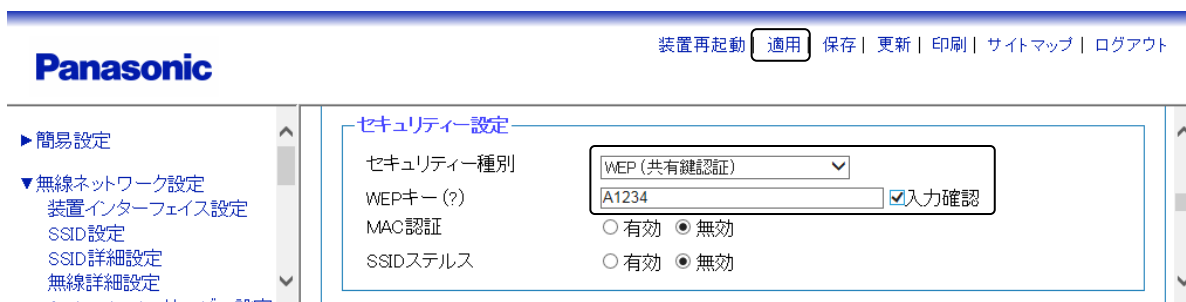 装置再起動| 適用| 保存| 更新| 印刷| サイトマップ| ログアウト
Panasonic
▶簡易設定
▼無線ネットワーク設定
装置インターフェイス設定
SSID設定
SSID詳細設定
無線詳細設定
セキュリティー設定
セキュリティー種別 WEP (共有鍵認証)
WEPキー (?) A1234 入力確認
MAC認証 有効 無効
SSIDステルス 有効 無効